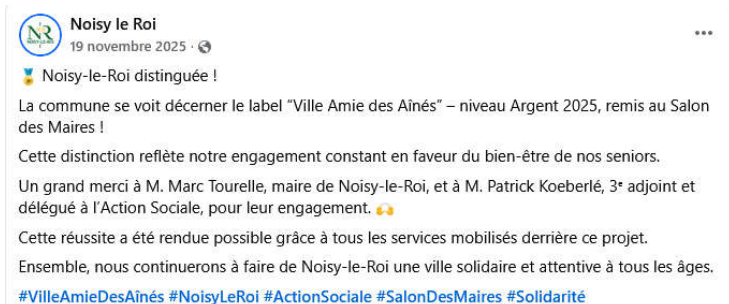 NR
NOISY-LE-ROI
Noisy le Roi
19 novembre 2025 ·
🏅 Noisy-le-Roi distinguée !
La commune se voit décerner le label “Ville Amie des Aînés” – niveau Argent 2025, remis au Salon
des Maires !
Cette distinction reflète notre engagement constant en faveur du bien-être de nos seniors.
Un grand merci à M. Marc Tourelle, maire de Noisy-le-Roi, et à M. Patrick Koeberlé, 3ᵉ adjoint et
délégué à l’Action Sociale, pour leur engagement. 🙌
Cette réussite a été rendue possible grâce à tous les services mobilisés derrière ce projet.
Ensemble, nous continuerons à faire de Noisy-le-Roi une ville solidaire et attentive à tous les âges.
#VilleAmieDesAînés #NoisyLeRoi #ActionSociale #SalonDesMaires #Solidarité